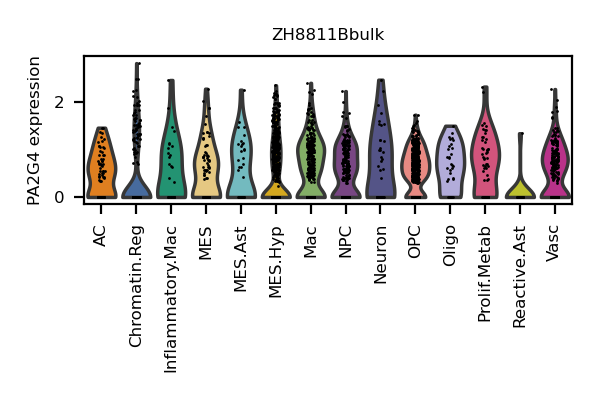 ZH8811Bbulk
PA2G4 expression
2
0
AC
Chromatin.Reg
Inflammatory.Mac
MES
MES.Ast
MES.Hyp
Mac
NPC
Neuron
OPC
Oligo
Prolif.Metab
Reactive.Ast
Vasc